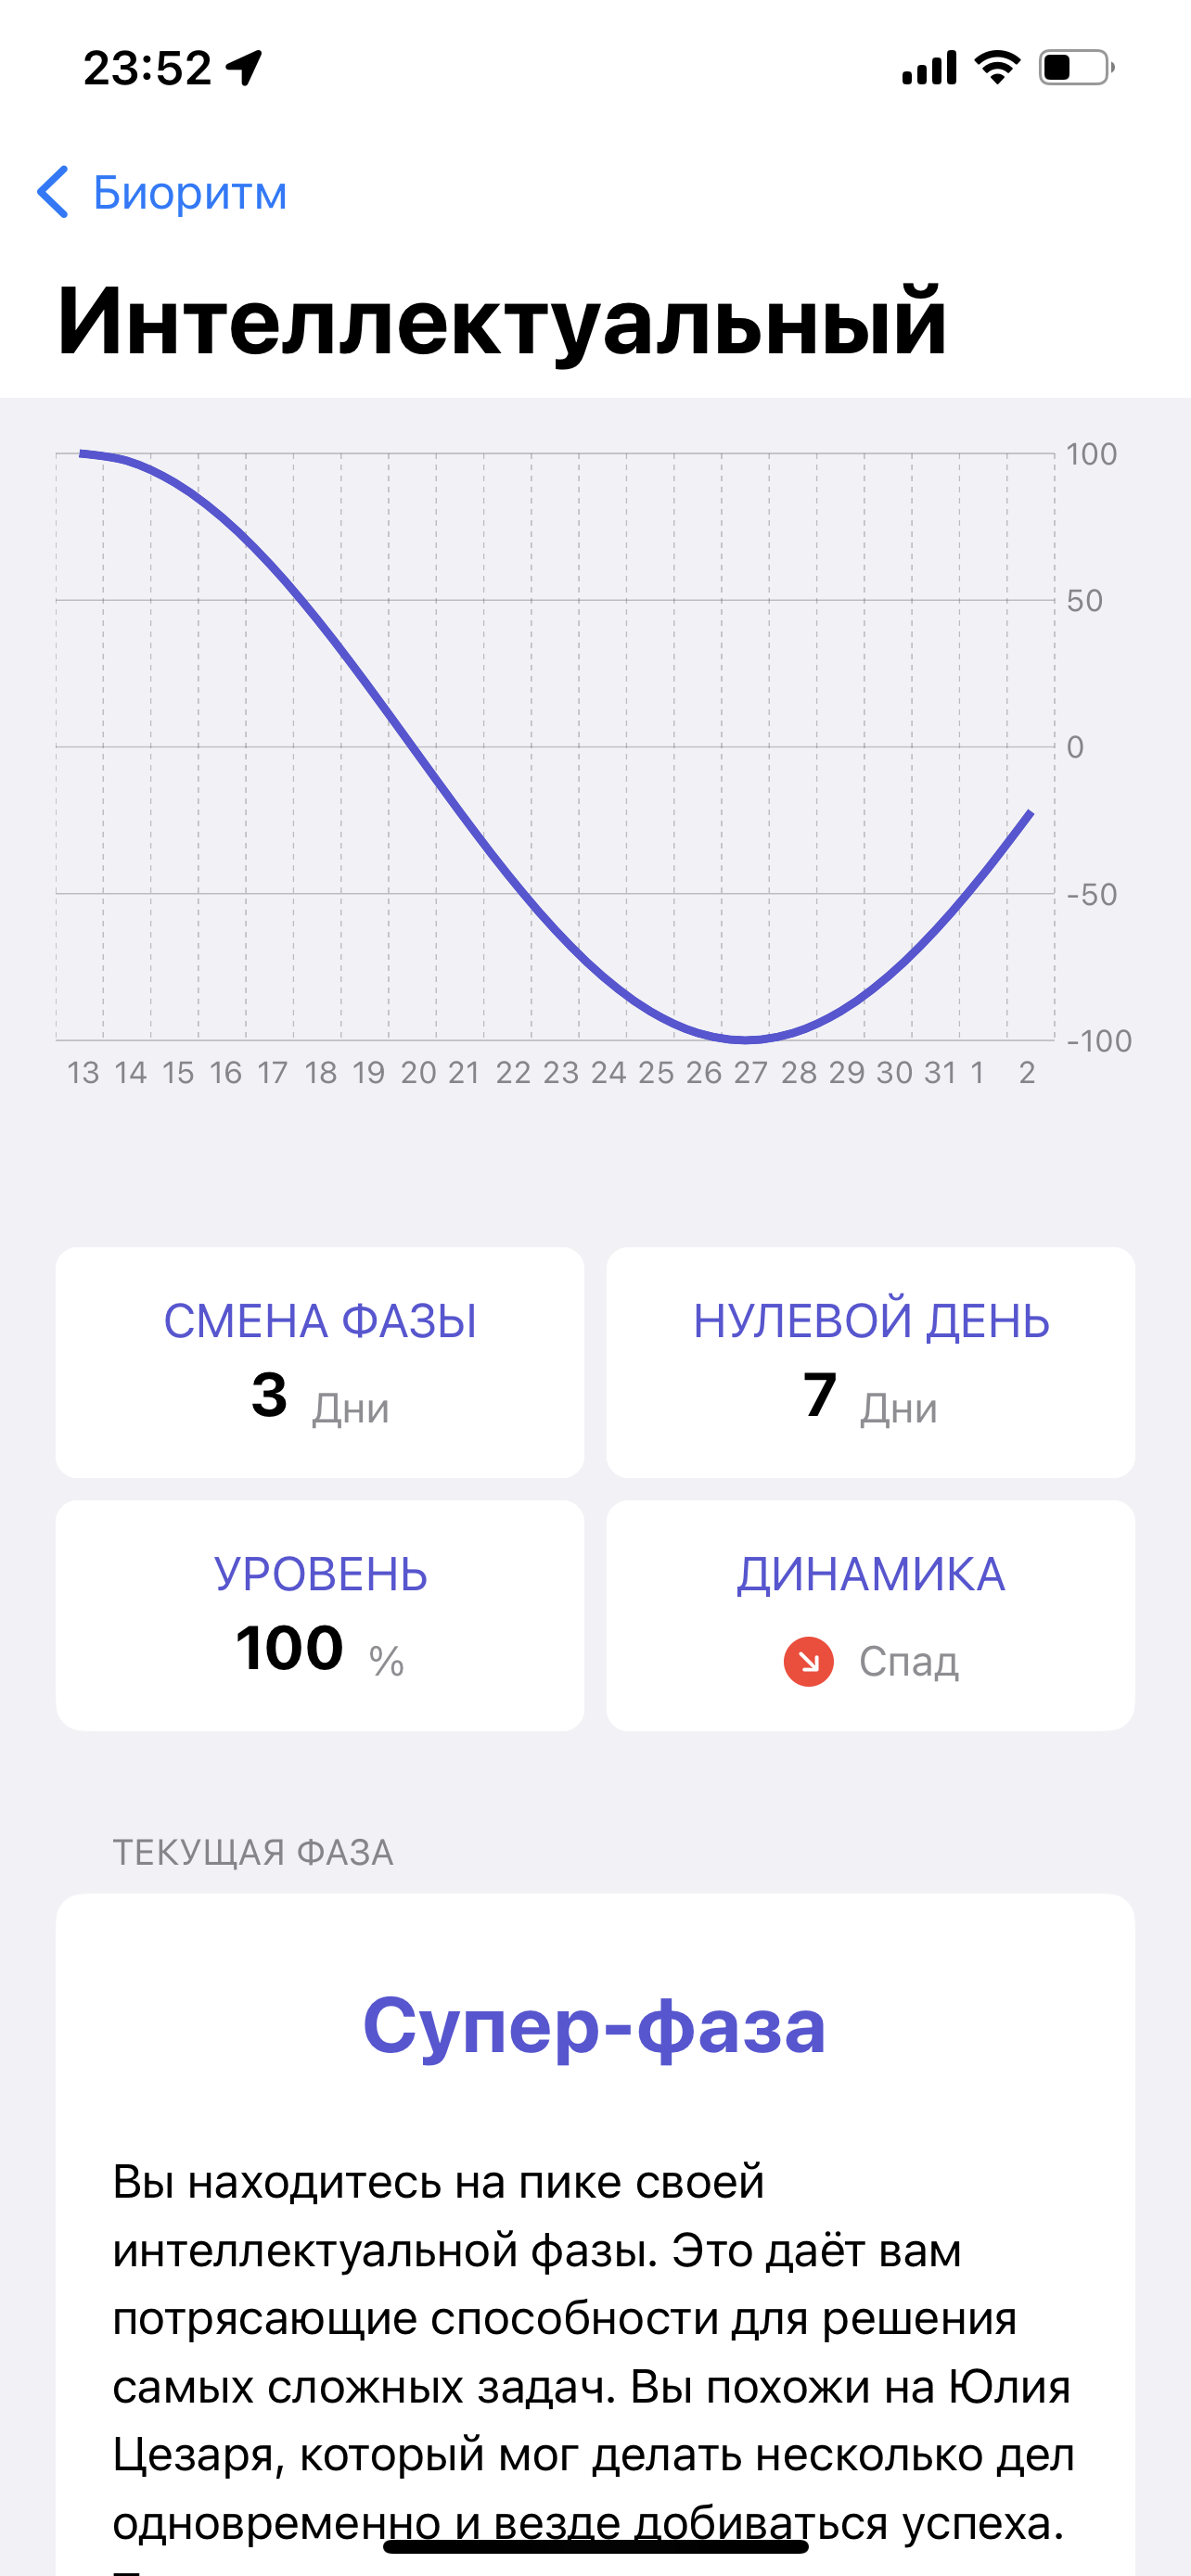 23:52
Биоритм
Интеллектуальный
100
50
0
-50
-100
13 14 15 16 17 18 19 20 21 22 23 24 25 26 27 28 29 30 31 1 2
СМЕНА ФАЗЫ
3 Дни
НУЛЕВОЙ ДЕНЬ
7 Дни
УРОВЕНЬ
100 %
ДИНАМИКА
Спад
ТЕКУЩАЯ ФАЗА
Супер-фаза
Вы находитесь на пике своей
интеллектуальной фазы. Это даёт вам
потрясающие способности для решения
самых сложных задач. Вы похожи на Юлия
Цезаря, который мог делать несколько дел
одновременно и везде добиваться успеха.